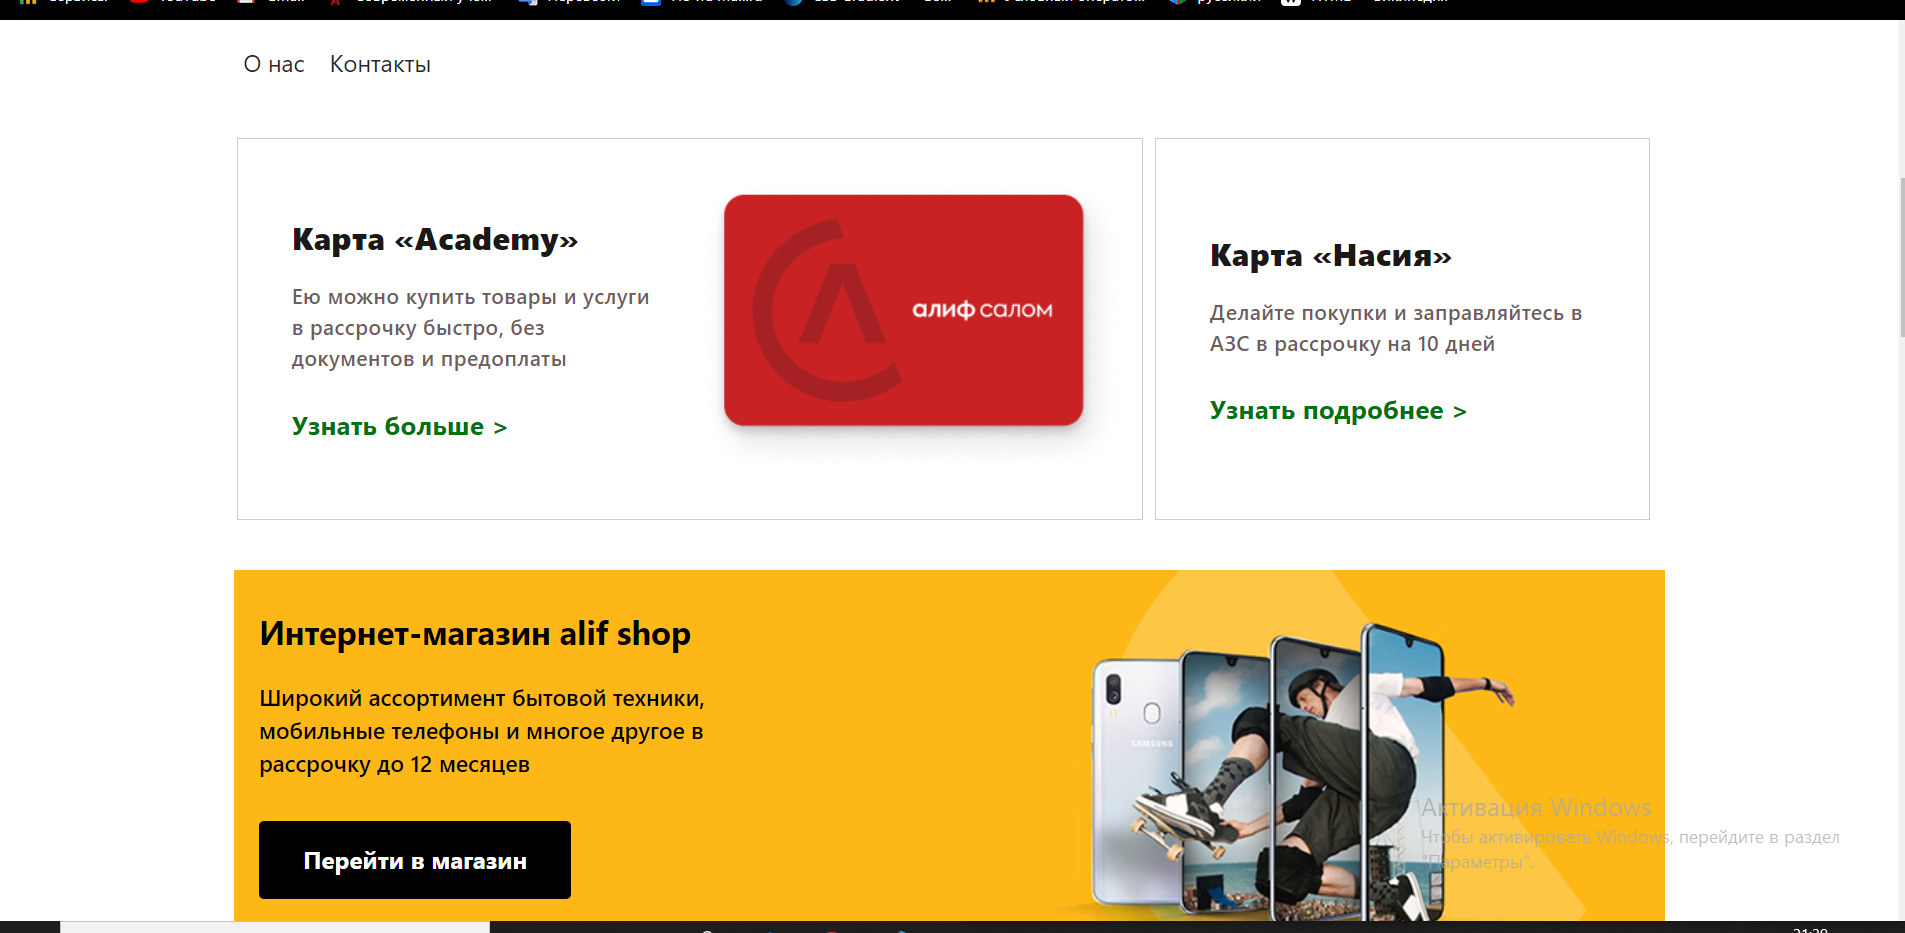 О нас Контакты
Карта «Academy»
Ею можно купить товары и услуги
в рассрочку быстро, без
документов и предоплаты
Узнать больше >
алиф салом
Карта «Насия»
Делайте покупки и заправляйтесь в
АЗС в рассрочку на 10 дней
Узнать подробнее >
Интернет-магазин alif shop
Широкий ассортимент бытовой техники,
мобильные телефоны и многое другое в
рассрочку до 12 месяцев
Перейти в магазин
SAMSUNG
Активация Windows
Чтобы активировать Windows, перейдите в раздел
"Параметры".